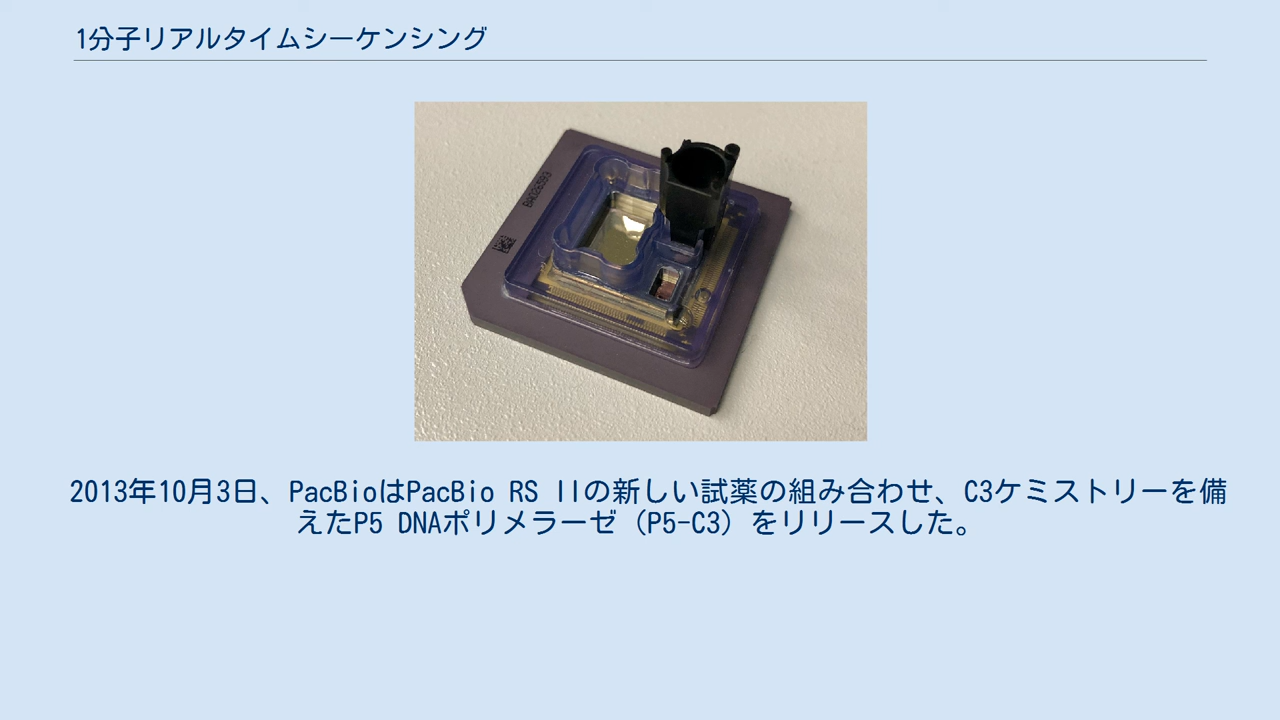 1分子リアルタイムシーケンシング
2013年10月3日、PacBioはPacBio RS IIの新しい試薬の組み合わせ、C3ケミストリーを備
えたP5 DNAポリメラーゼ（P5-C3）をリリースした。